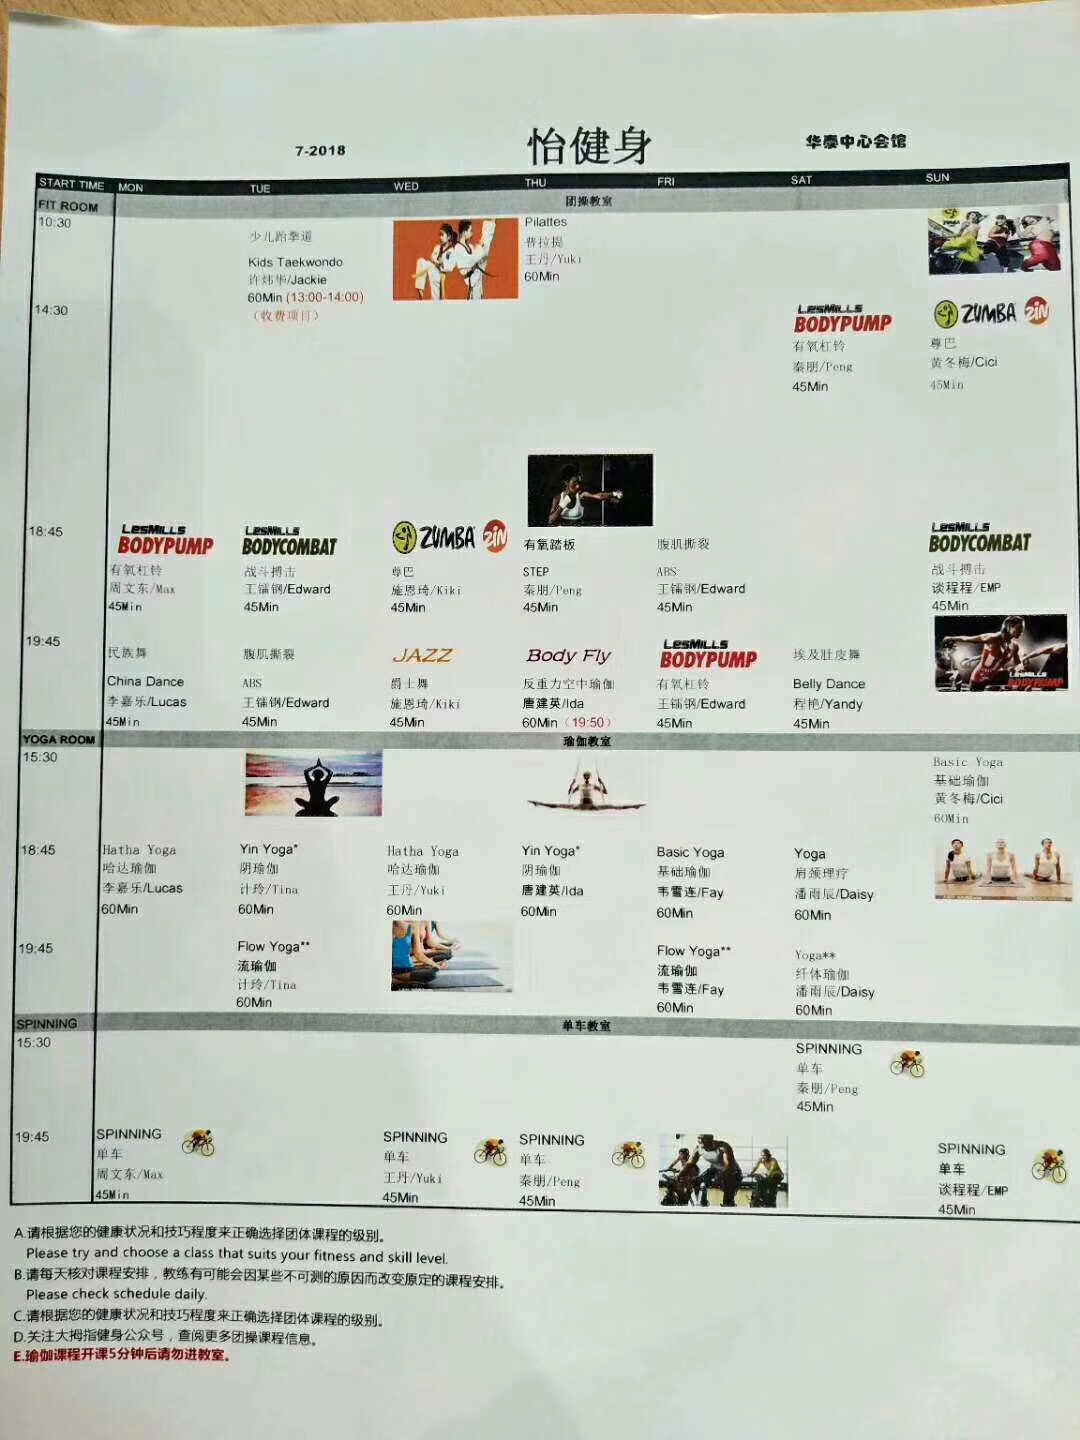 7-2018
怡健身
华泰中心会馆
START TIME MON TUE WED THU FRI SAT SUN
FIT ROOM 团操教室
10:30
少儿跆拳道
Kids Taekwondo
许炜华/Jackie
60Min (13:00-14:00)
（收费项目）
Pilattes
普拉提
王丹/Yuki
60Min
14:30
LesMILLS
BODYPUMP
有氧杠铃
秦朋/Peng
45Min
ZUMBA ZIN
尊巴
黄冬梅/Cici
45Min
18:45
LesMILLS
BODYPUMP
有氧杠铃
周文东/Max
45Min
LesMILLS
BODYCOMBAT
战斗搏击
王镭钢/Edward
45Min
ZUMBA ZIN
尊巴
施恩琦/Kiki
45Min
有氧踏板
STEP
秦朋/Peng
45Min
腹肌撕裂
ABS
王镭钢/Edward
45Min
LesMILLS
BODYCOMBAT
战斗搏击
谈程程/EMP
45Min
19:45
民族舞
China Dance
李嘉乐/Lucas
45Min
腹肌撕裂
ABS
王镭钢/Edward
45Min
JAZZ
爵士舞
施恩琦/Kiki
45Min
Body Fly
反重力空中瑜伽
唐建英/Ida
60Min（19:50）
LesMILLS
BODYPUMP
有氧杠铃
王镭钢/Edward
45Min
埃及肚皮舞
Belly Dance
程艳/Yandy
45Min
LesMILLS
BODYPUMP
YOGA ROOM 瑜伽教室
15:30
Basic Yoga
基础瑜伽
黄冬梅/Cici
60Min
18:45
Hatha Yoga
哈达瑜伽
李嘉乐/Lucas
60Min
Yin Yoga*
阴瑜伽
计玲/Tina
60Min
Hatha Yoga
哈达瑜伽
王丹/Yuki
60Min
Yin Yoga*
阴瑜伽
唐建英/Ida
60Min
Basic Yoga
基础瑜伽
韦雪连/Fay
60Min
Yoga
肩颈理疗
潘雨辰/Daisy
60Min
19:45
Flow Yoga**
流瑜伽
计玲/Tina
60Min
Flow Yoga**
流瑜伽
韦雪连/Fay
60Min
Yoga**
纤体瑜伽
潘雨辰/Daisy
60Min
SPINNING 单车教室
15:30
SPINNING
单车
秦朋/Peng
45Min
19:45
SPINNING
单车
周文东/Max
45Min
SPINNING
单车
王丹/Yuki
45Min
SPINNING
单车
秦朋/Peng
45Min
SPINNING
单车
谈程程/EMP
45Min
A.请根据您的健康状况和技巧程度来正确选择团体课程的级别。
Please try and choose a class that suits your fitness and skill level.
B.请每天核对课程安排，教练有可能会因某些不可测的原因而改变原定的课程安排。
Please check schedule daily.
C.请根据您的健康状况和技巧程度来正确选择团体课程的级别。
D.关注大拇指健身公众号，查阅更多团操课程信息。
E.瑜伽课程开课5分钟后请勿进教室。